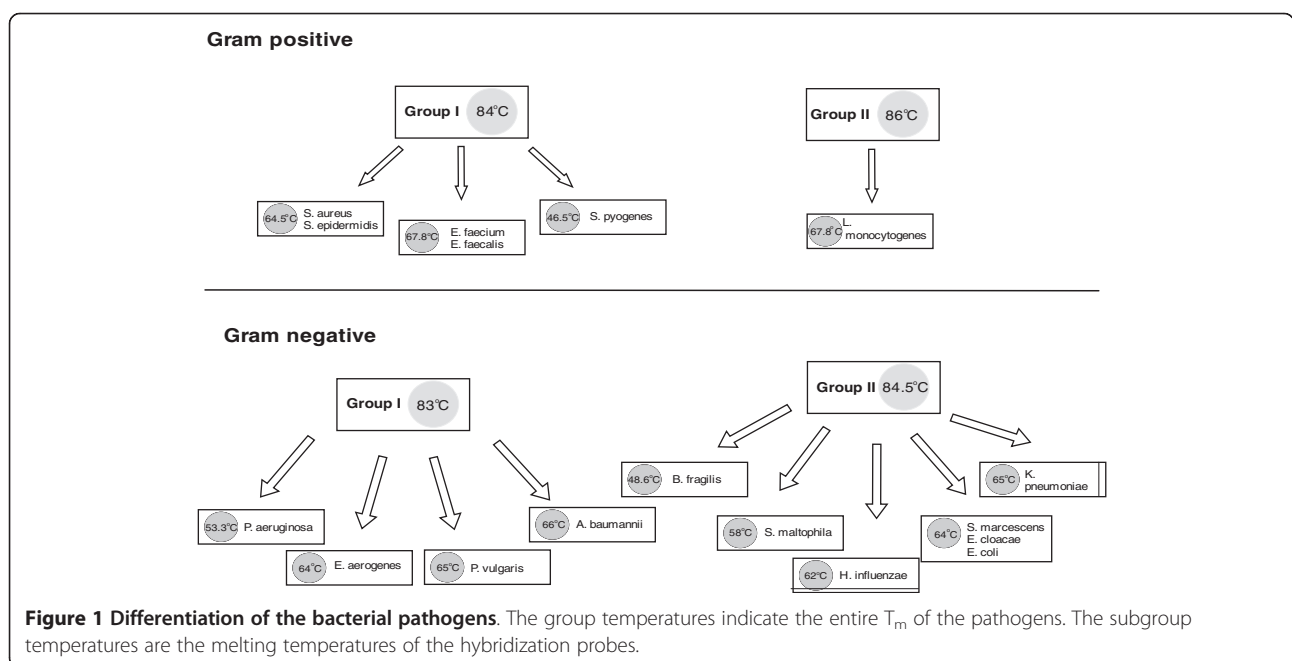 Gram positive
Group I 84°C
Group II 86°C
64.5°C S. aureus
S. epidermidis
67.8°C E. faecium
E. faecalis
46.5°C S. pyogenes
67.8°C L.
monocytogenes
Gram negative
Group I 83°C
Group II 84.5°C
53.3°C P. aeruginosa
64°C E. aerogenes
65°C P. vulgaris
66°C A. baumannii
48.6°C B. fragilis
58°C S. maltophila
62°C H. influenzae
64°C S. marcescens
E. cloacae
E. coli
65°C K.
pneumoniae
Figure 1 Differentiation of the bacterial pathogens. The group temperatures indicate the entire Tm of the pathogens. The subgroup
temperatures are the melting temperatures of the hybridization probes.